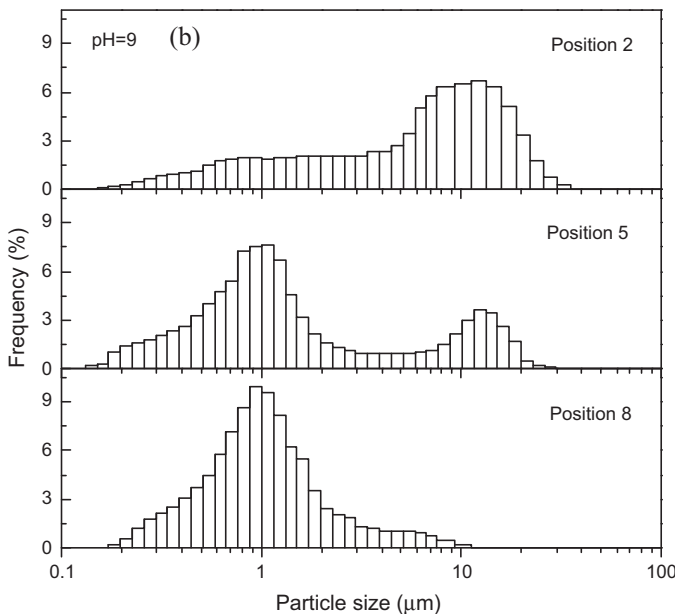 pH=9
(b)
Position 2
9
6
3
0
Position 5
9
6
3
0
Position 8
9
6
3
0
Frequency (%)
0.1 1 10 100
Particle size (μm)